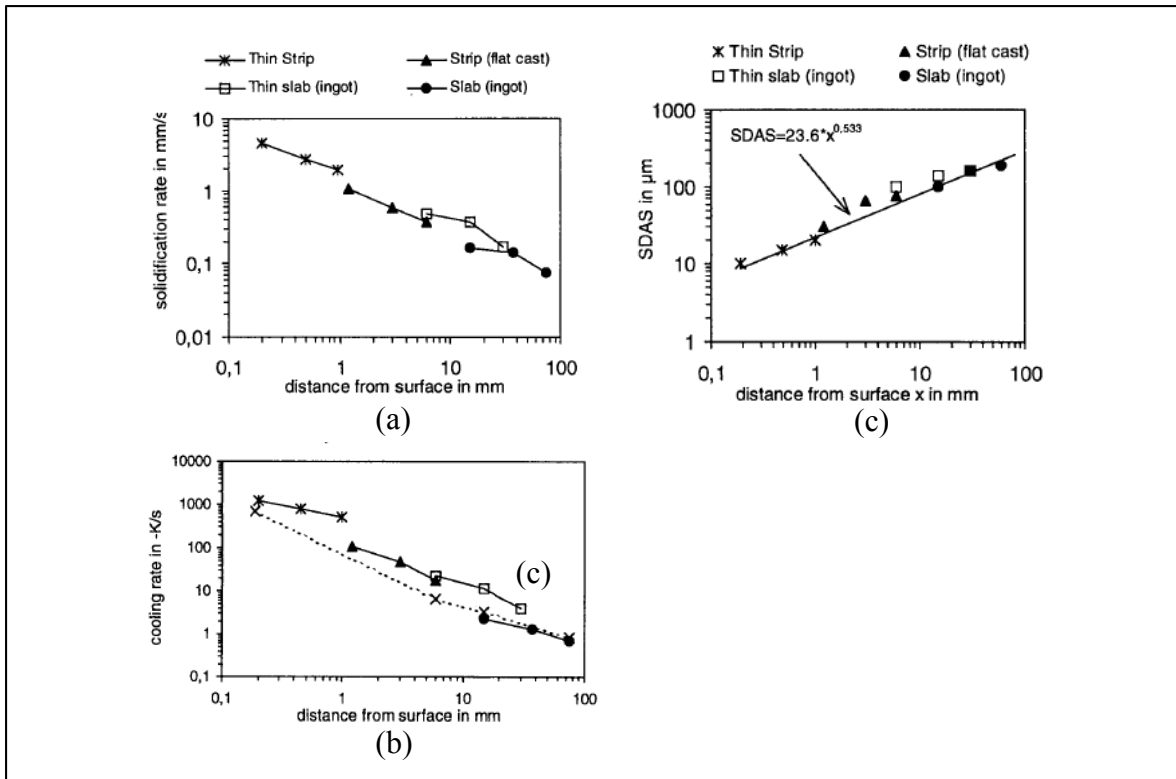 Thin Strip
Strip (flat cast)
Thin slab (ingot)
Slab (ingot)
10
1
0,1
0,01
solidification rate in mm/s
0,1
1
10
100
distance from surface in mm
(a)
Thin Strip
Strip (flat cast)
Thin slab (ingot)
Slab (ingot)
1000
100
10
1
SDAS in µm
SDAS=23.6*x^0,533
0,1
1
10
100
distance from surface x in mm
(c)
10000
1000
100
10
1
0,1
cooling rate in -K/s
(c)
0,1
1
10
100
distance from surface in mm
(b)